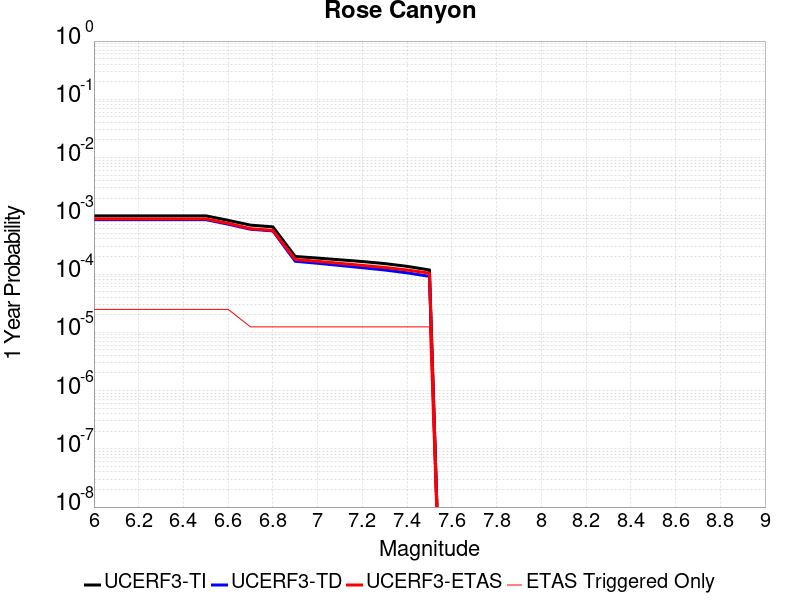 Rose Canyon
10^0
10^-1
10^-2
10^-3
10^-4
10^-5
10^-6
10^-7
10^-8
1 Year Probability
6 6.2 6.4 6.6 6.8 7 7.2 7.4 7.6 7.8 8 8.2 8.4 8.6 8.8 9
Magnitude
UCERF3-TI UCERF3-TD UCERF3-ETAS ETAS Triggered Only